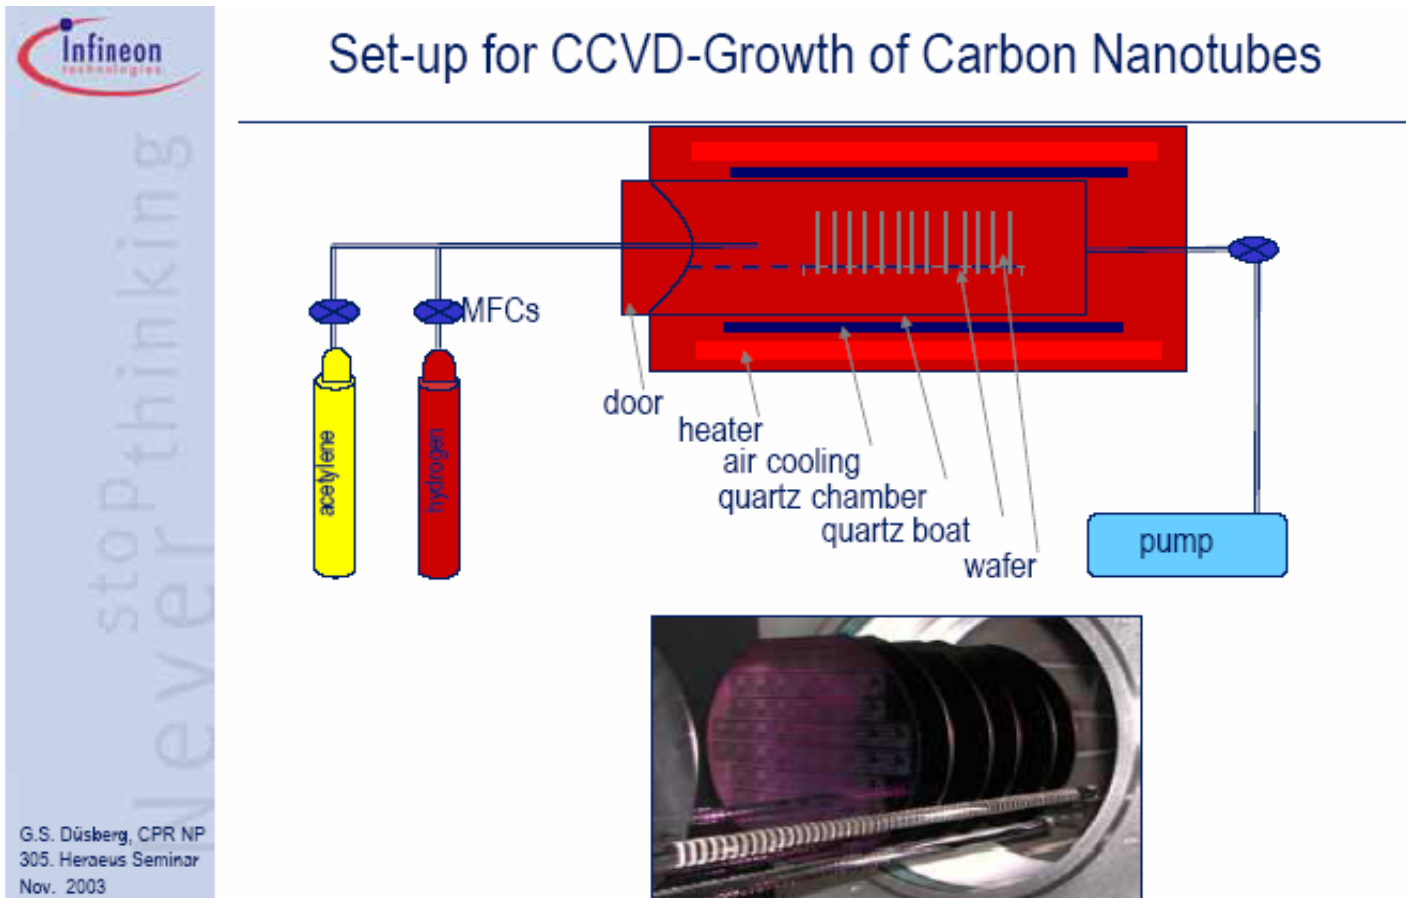 Infineon
technologies
Set-up for CCVD-Growth of Carbon Nanotubes
Never
stop
thinking
MFCs
acetylene
hydrogen
door
heater
air cooling
quartz chamber
quartz boat
wafer
pump
G.S. Düsberg, CPR NP
305. Heraeus Seminar
Nov. 2003